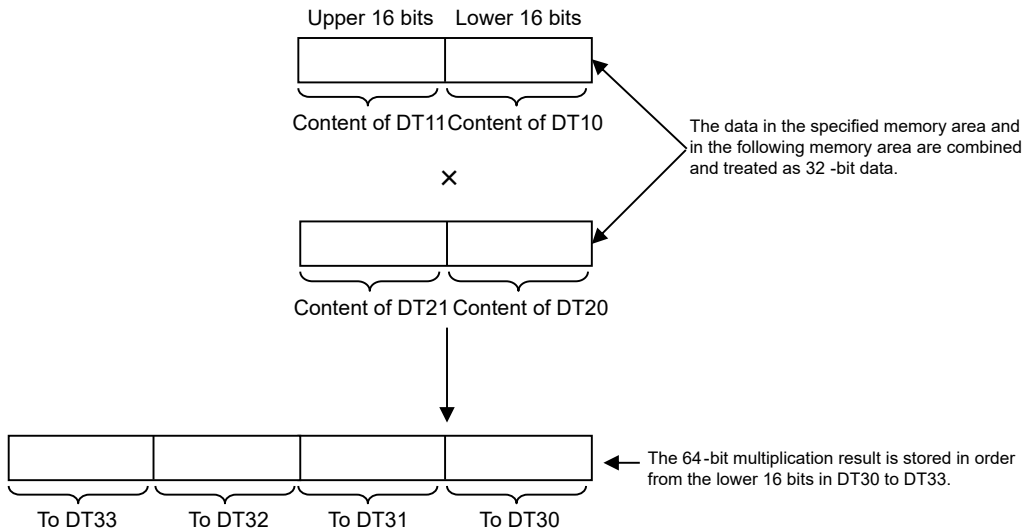 Upper 16 bits Lower 16 bits
Content of DT11 Content of DT10
The data in the specified memory area and
in the following memory area are combined
and treated as 32 -bit data.
×
Content of DT21 Content of DT20
The 64-bit multiplication result is stored in order
from the lower 16 bits in DT30 to DT33.
To DT33 To DT32 To DT31 To DT30